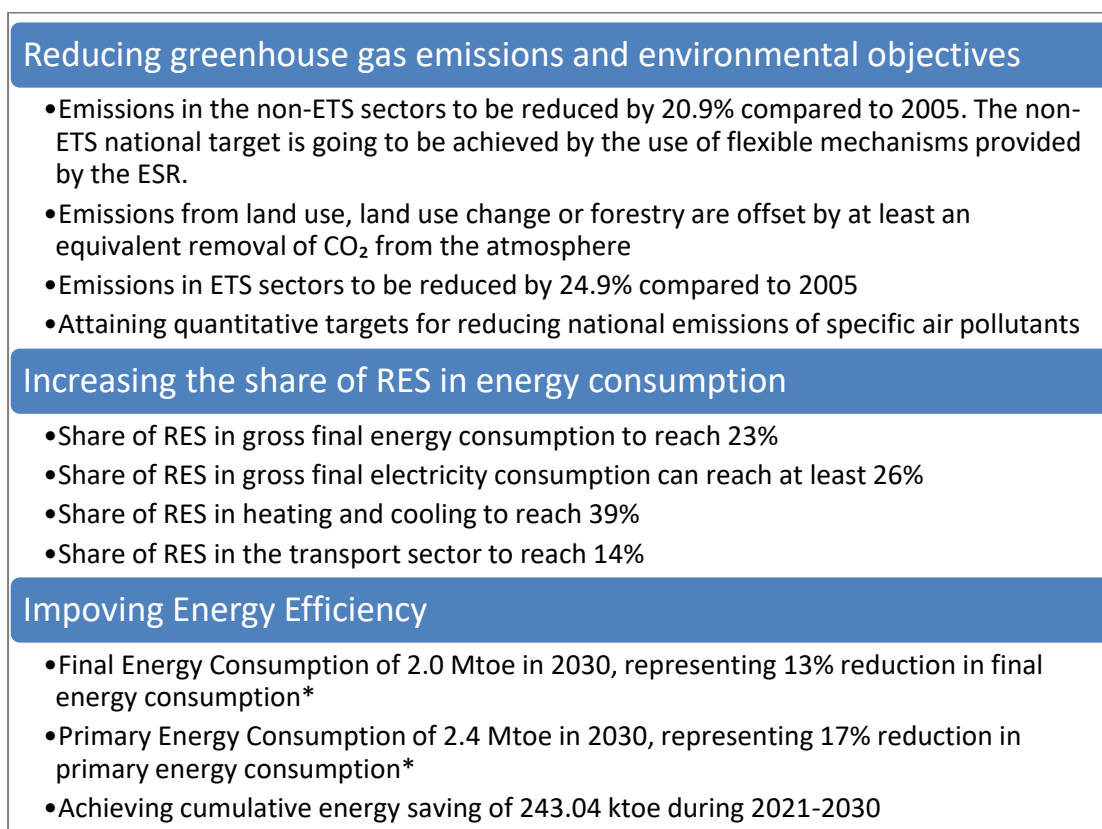 Reducing greenhouse gas emissions and environmental objectives
•Emissions in the non-ETS sectors to be reduced by 20.9% compared to 2005. The non-
ETS national target is going to be achieved by the use of flexible mechanisms provided
by the ESR.
•Emissions from land use, land use change or forestry are offset by at least an
equivalent removal of CO₂ from the atmosphere
•Emissions in ETS sectors to be reduced by 24.9% compared to 2005
•Attaining quantitative targets for reducing national emissions of specific air pollutants
Increasing the share of RES in energy consumption
•Share of RES in gross final energy consumption to reach 23%
•Share of RES in gross final electricity consumption can reach at least 26%
•Share of RES in heating and cooling to reach 39%
•Share of RES in the transport sector to reach 14%
Impoving Energy Efficiency
•Final Energy Consumption of 2.0 Mtoe in 2030, representing 13% reduction in final
energy consumption*
•Primary Energy Consumption of 2.4 Mtoe in 2030, representing 17% reduction in
primary energy consumption*
•Achieving cumulative energy saving of 243.04 ktoe during 2021-2030